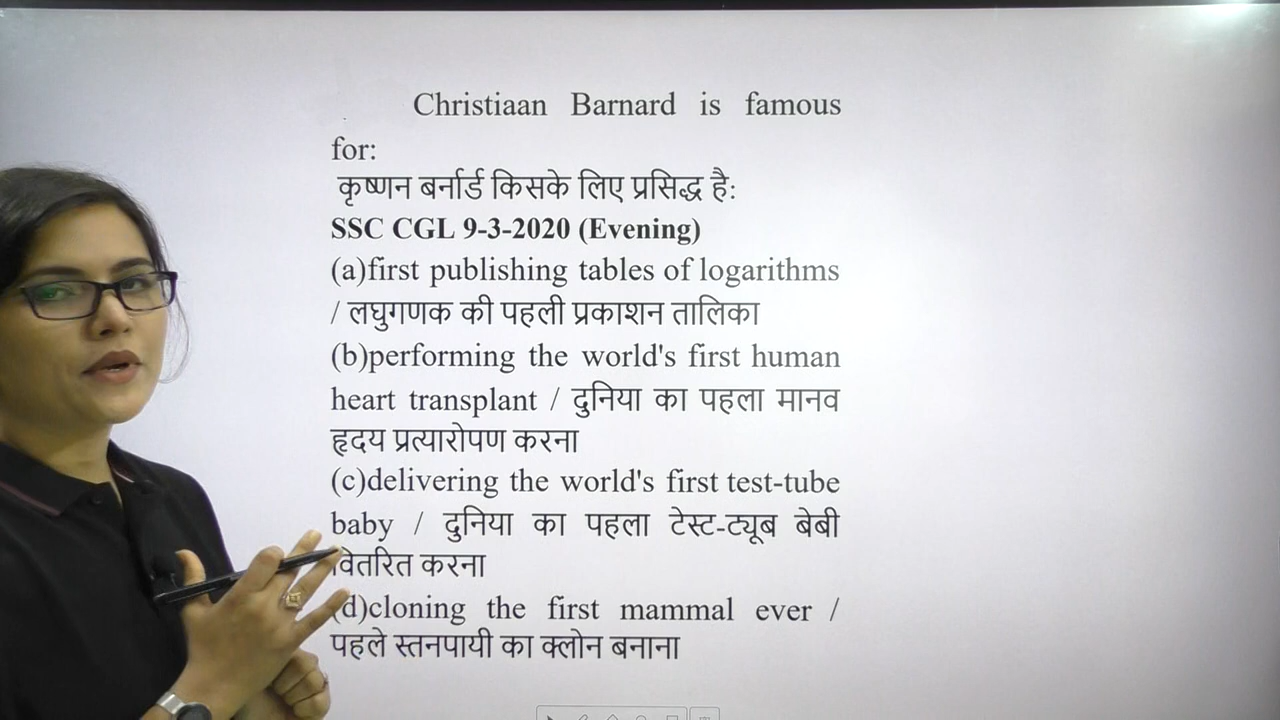 Christiaan Barnard is famous
for:
कृष्णन बर्नार्ड किसके लिए प्रसिद्ध है:
SSC CGL 9-3-2020 (Evening)
(a)first publishing tables of logarithms
/ लघुगणक की पहली प्रकाशन तालिका
(b)performing the world's first human
heart transplant / दुनिया का पहला मानव
हृदय प्रत्यारोपण करना
(c)delivering the world's first test-tube
baby / दुनिया का पहला टेस्ट-ट्यूब बेबी
वितरित करना
(d)cloning the first mammal ever /
पहले स्तनपायी का क्लोन बनाना